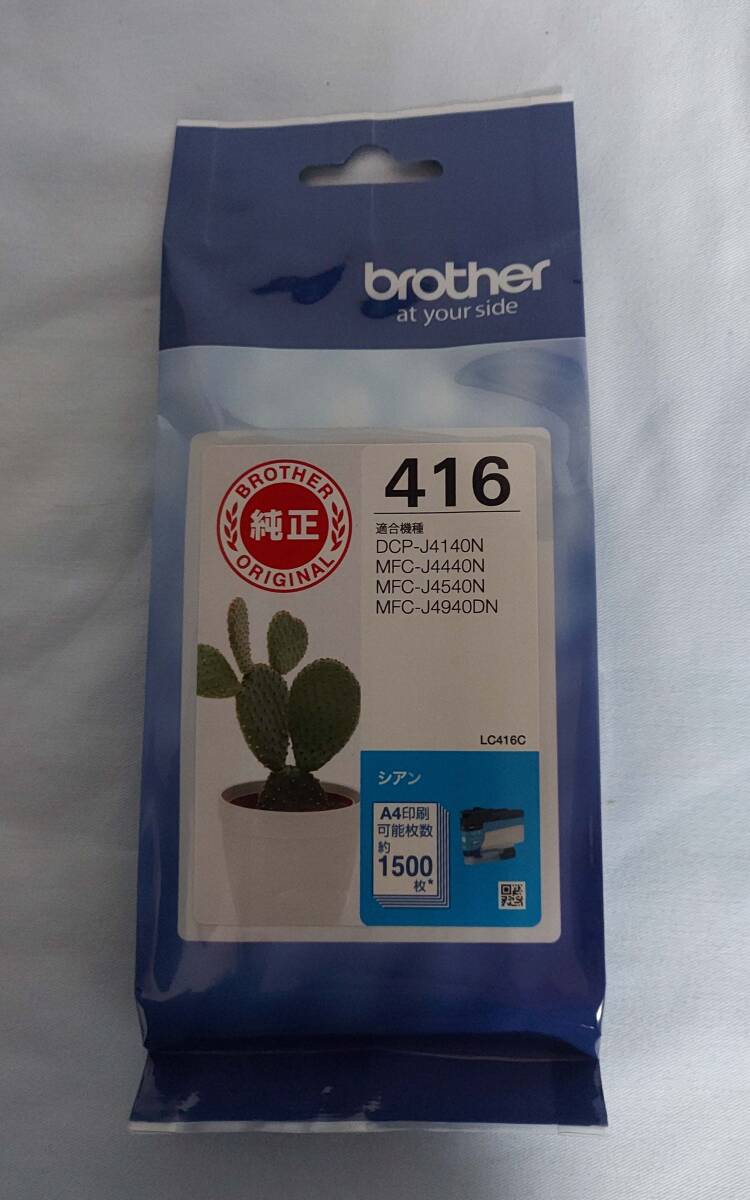 brother
at your side
BROTHER
純正
ORIGINAL
416
適合機種
DCP-J4140N
MFC-J4440N
MFC-J4540N
MFC-J4940DN
LC416C
シアン
A4印刷
可能枚数
約
1500
枚*